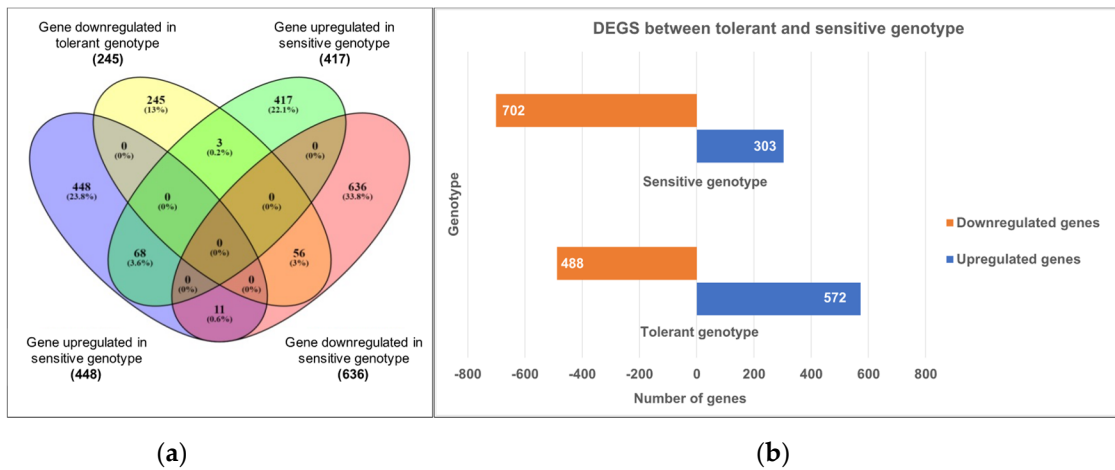 Gene downregulated in
tolerant genotype
(245)
Gene upregulated in
sensitive genotype
(417)
245
(13%)
417
(22.1%)
0
(0%)
3
(0.2%)
0
(0%)
448
(23.8%)
636
(33.8%)
0
(0%)
0
(0%)
0
(0%)
68
(3.6%)
56
(3%)
0
(0%)
0
(0%)
11
(0.6%)
Gene upregulated in
sensitive genotype
(448)
Gene downregulated in
sensitive genotype
(636)
(a)
DEGS between tolerant and sensitive genotype
702
303
Sensitive genotype
Genotype
488
572
Tolerant genotype
-800 -600 -400 -200 0 200 400 600 800
Number of genes
Downregulated genes
Upregulated genes
(b)